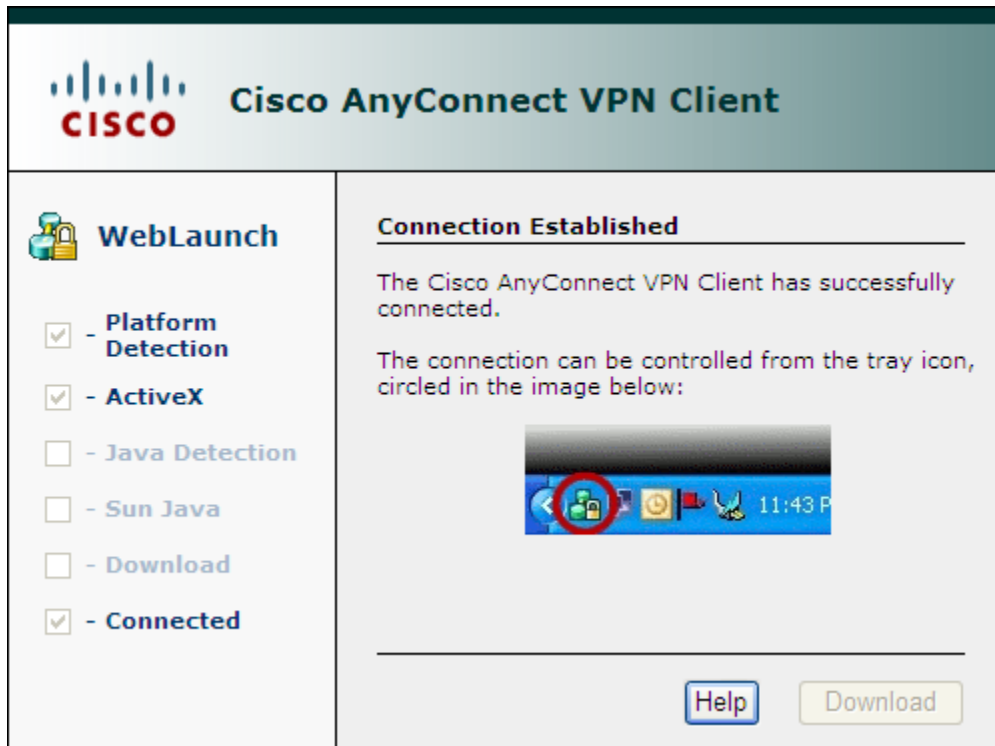 CISCO
Cisco AnyConnect VPN Client
WebLaunch
- Platform
Detection
- ActiveX
- Java Detection
- Sun Java
- Download
- Connected
Connection Established
The Cisco AnyConnect VPN Client has successfully
connected.
The connection can be controlled from the tray icon,
circled in the image below:
11:43 P
Help
Download